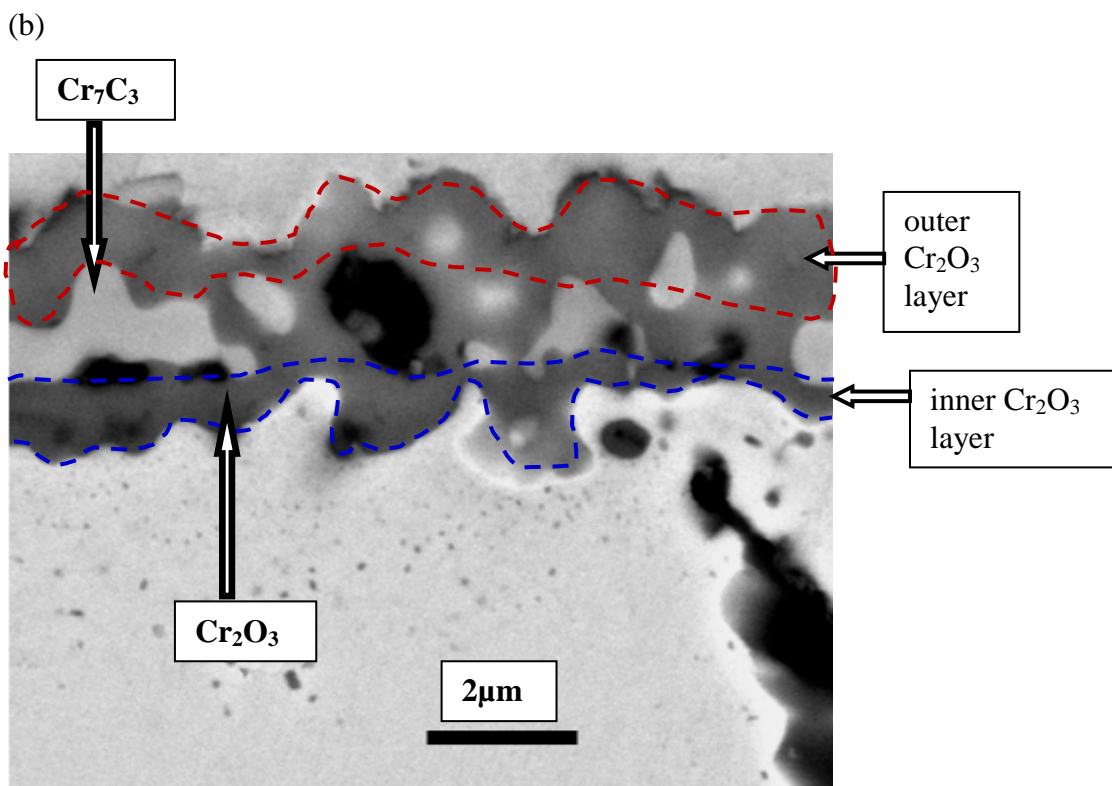 (b)
Cr₇C₃
outer
Cr₂O₃
layer
inner Cr₂O₃
layer
Cr₂O₃
2µm